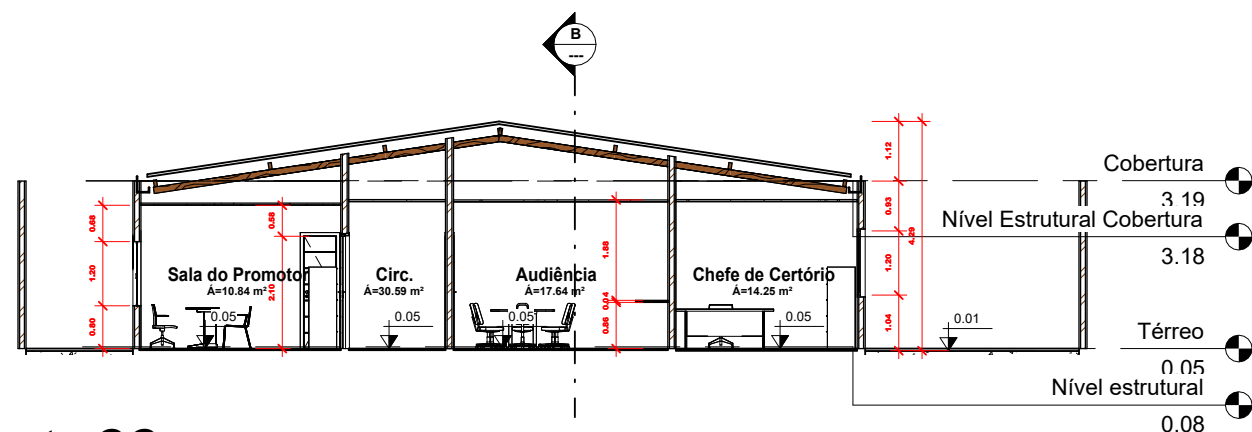 B
---
1.12
Cobertura
3.19
0.93
Nível Estrutural Cobertura
3.18
4.29
0.68
0.58
1.88
1.20
1.20
Sala do Promotor
Á=10.84 m²
Circ.
Á=30.59 m²
Audiência
Á=17.64 m²
Chefe de Certório
Á=14.25 m²
2.10
0.04
0.80
0.86
1.04
0.05
0.05
0.05
0.05
0.01
Térreo
0.05
Nível estrutural
0.08